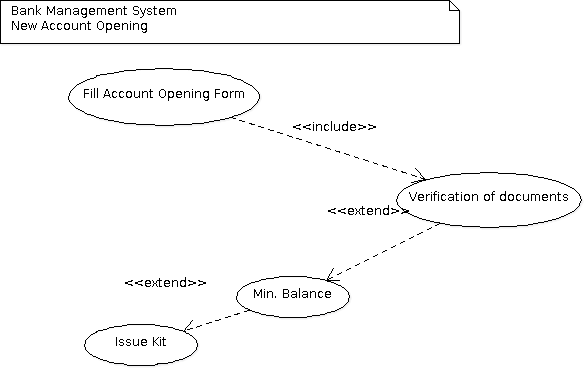 Bank Management System
New Account Opening
Fill Account Opening Form
<<include>>
Verification of documents
<<extend>>
<<extend>>
Min. Balance
Issue Kit